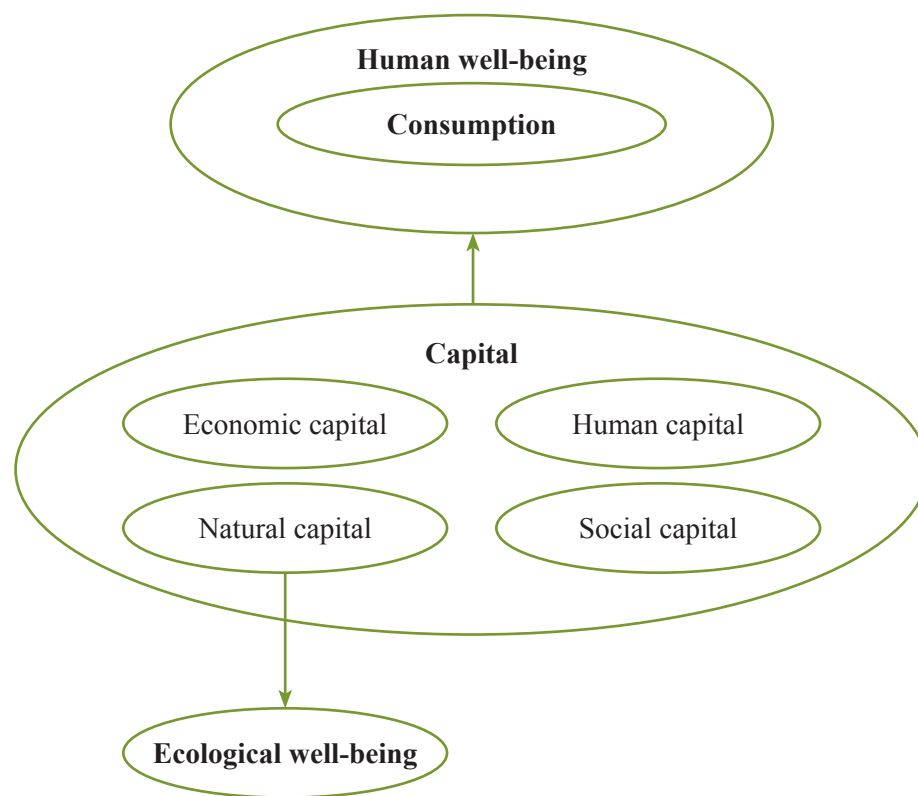 Human well-being
Consumption
Capital
Economic capital
Human capital
Natural capital
Social capital
Ecological well-being